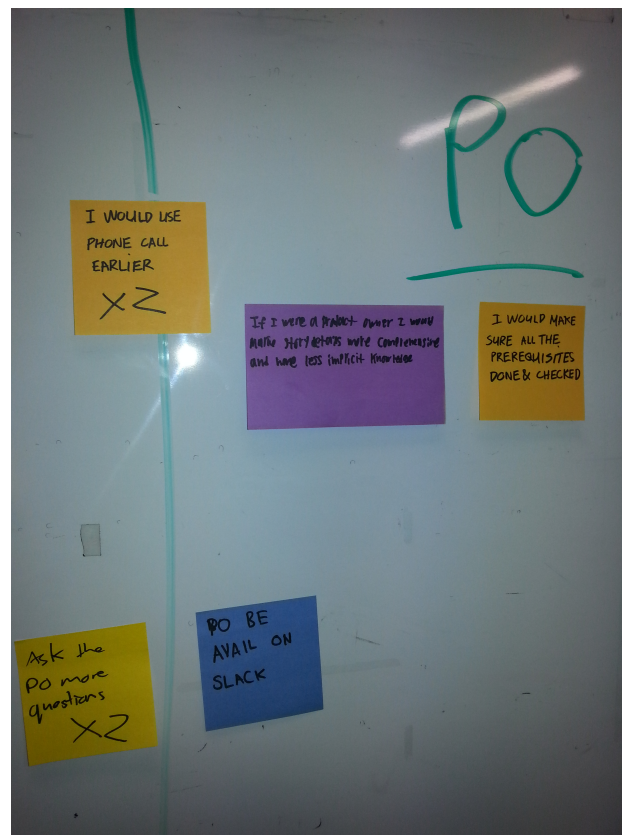 PO
I WOULD USE
PHONE CALL
EARLIER
X2
If I were a product owner I would
make story details more comprehensive
and have less implicit knowledge
I WOULD MAKE
SURE ALL THE
PREREQUISITES
DONE & CHECKED
Ask the
PO more
questions
X2
PO BE
AVAIL ON
SLACK